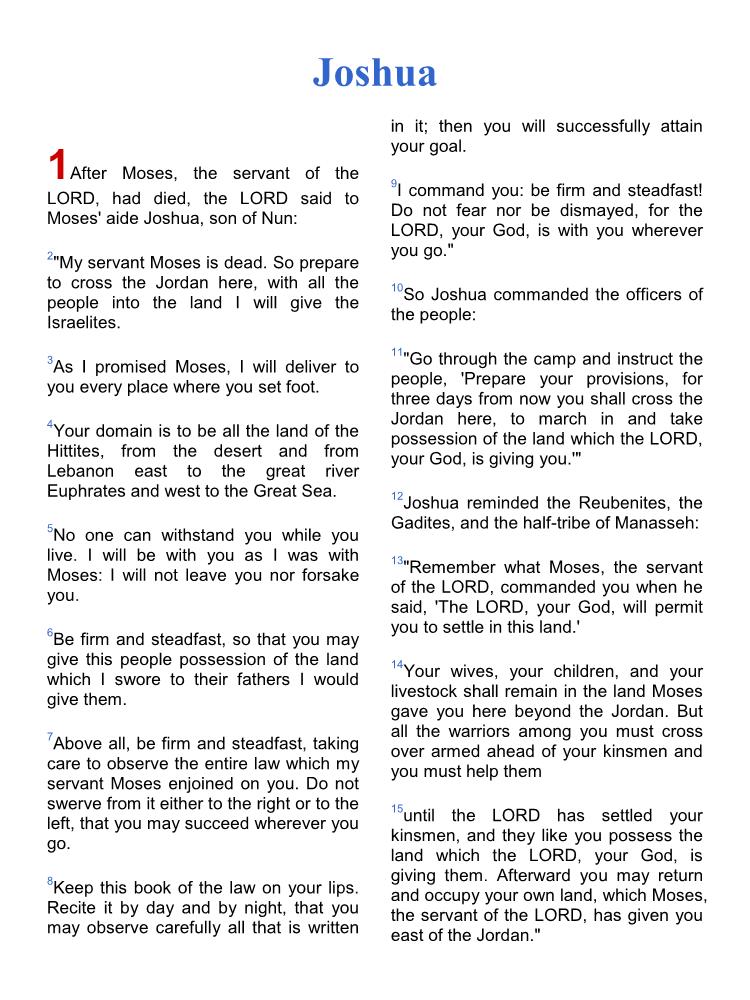 Joshua
1After Moses, the servant of the
LORD, had died, the LORD said to
Moses' aide Joshua, son of Nun:
2"My servant Moses is dead. So prepare
to cross the Jordan here, with all the
people into the land I will give the
Israelites.
3As I promised Moses, I will deliver to
you every place where you set foot.
4Your domain is to be all the land of the
Hittites, from the desert and from
Lebanon east to the great river
Euphrates and west to the Great Sea.
5No one can withstand you while you
live. I will be with you as I was with
Moses: I will not leave you nor forsake
you.
6Be firm and steadfast, so that you may
give this people possession of the land
which I swore to their fathers I would
give them.
7Above all, be firm and steadfast, taking
care to observe the entire law which my
servant Moses enjoined on you. Do not
swerve from it either to the right or to the
left, that you may succeed wherever you
go.
8Keep this book of the law on your lips.
Recite it by day and by night, that you
may observe carefully all that is written
in it; then you will successfully attain
your goal.
9I command you: be firm and steadfast!
Do not fear nor be dismayed, for the
LORD, your God, is with you wherever
you go."
10So Joshua commanded the officers of
the people:
11"Go through the camp and instruct the
people, 'Prepare your provisions, for
three days from now you shall cross the
Jordan here, to march in and take
possession of the land which the LORD,
your God, is giving you.'"
12Joshua reminded the Reubenites, the
Gadites, and the half-tribe of Manasseh:
13"Remember what Moses, the servant
of the LORD, commanded you when he
said, 'The LORD, your God, will permit
you to settle in this land.'
14Your wives, your children, and your
livestock shall remain in the land Moses
gave you here beyond the Jordan. But
all the warriors among you must cross
over armed ahead of your kinsmen and
you must help them
15until the LORD has settled your
kinsmen, and they like you possess the
land which the LORD, your God, is
giving them. Afterward you may return
and occupy your own land, which Moses,
the servant of the LORD, has given you
east of the Jordan."